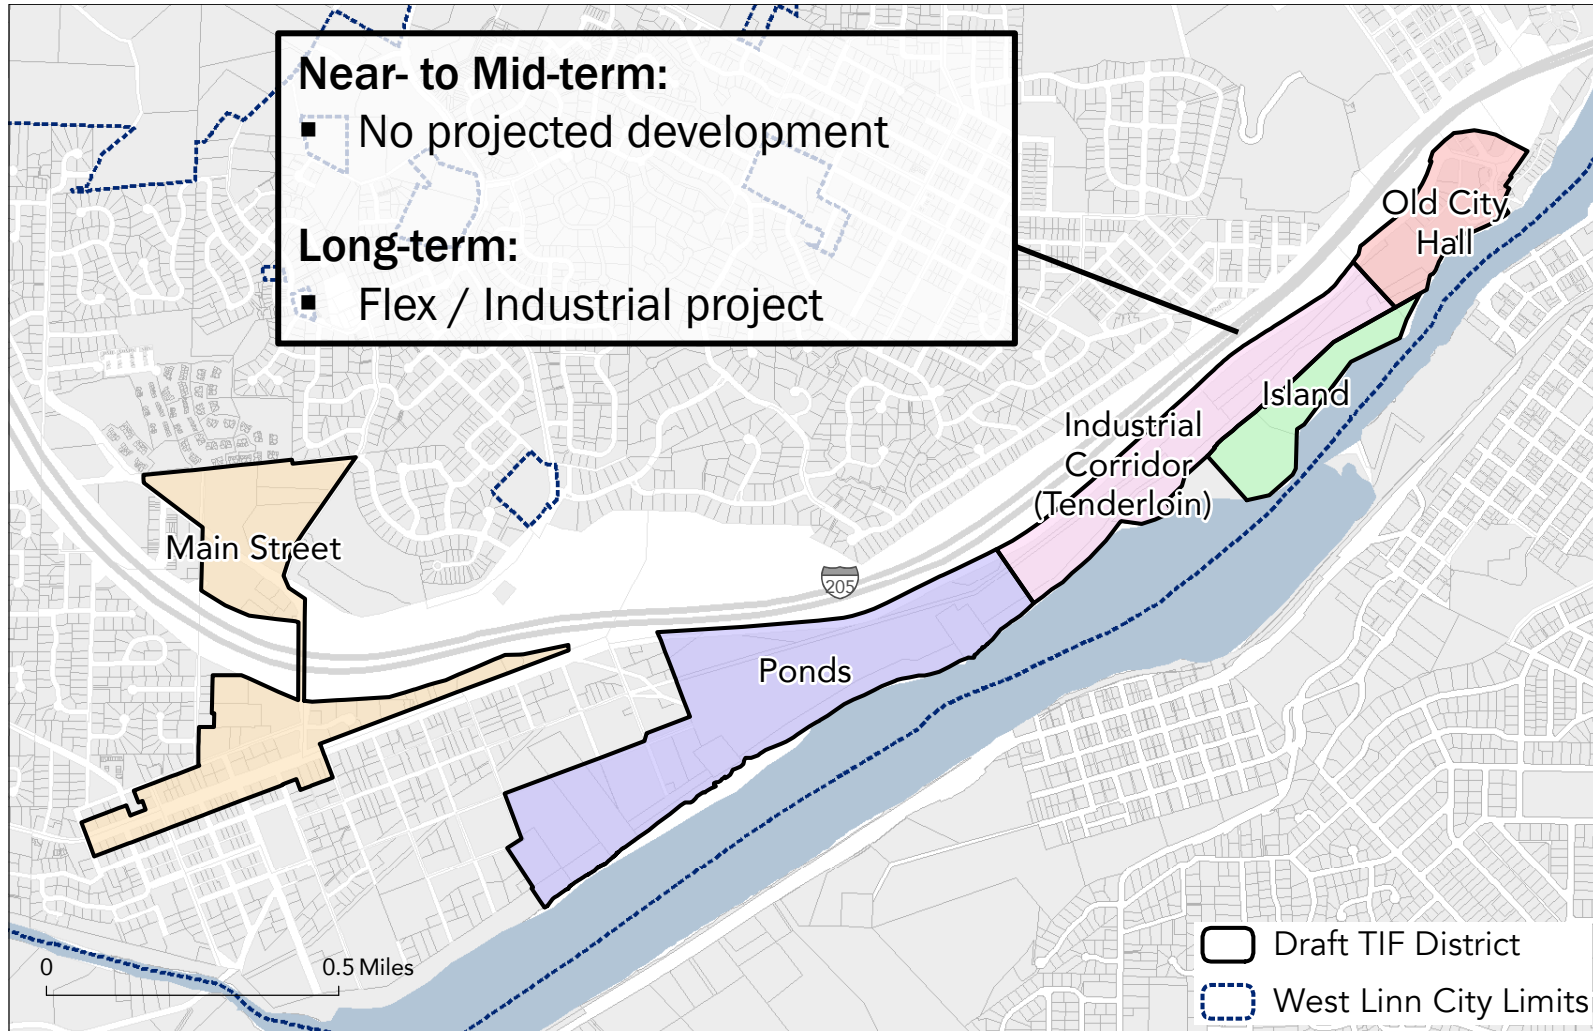 Near- to Mid-term:
▪ No projected development
Long-term:
▪ Flex / Industrial project
Old City
Hall
Island
Industrial
Corridor
(Tenderloin)
Main Street
205
Ponds
0 0.5 Miles
Draft TIF District
West Linn City Limits